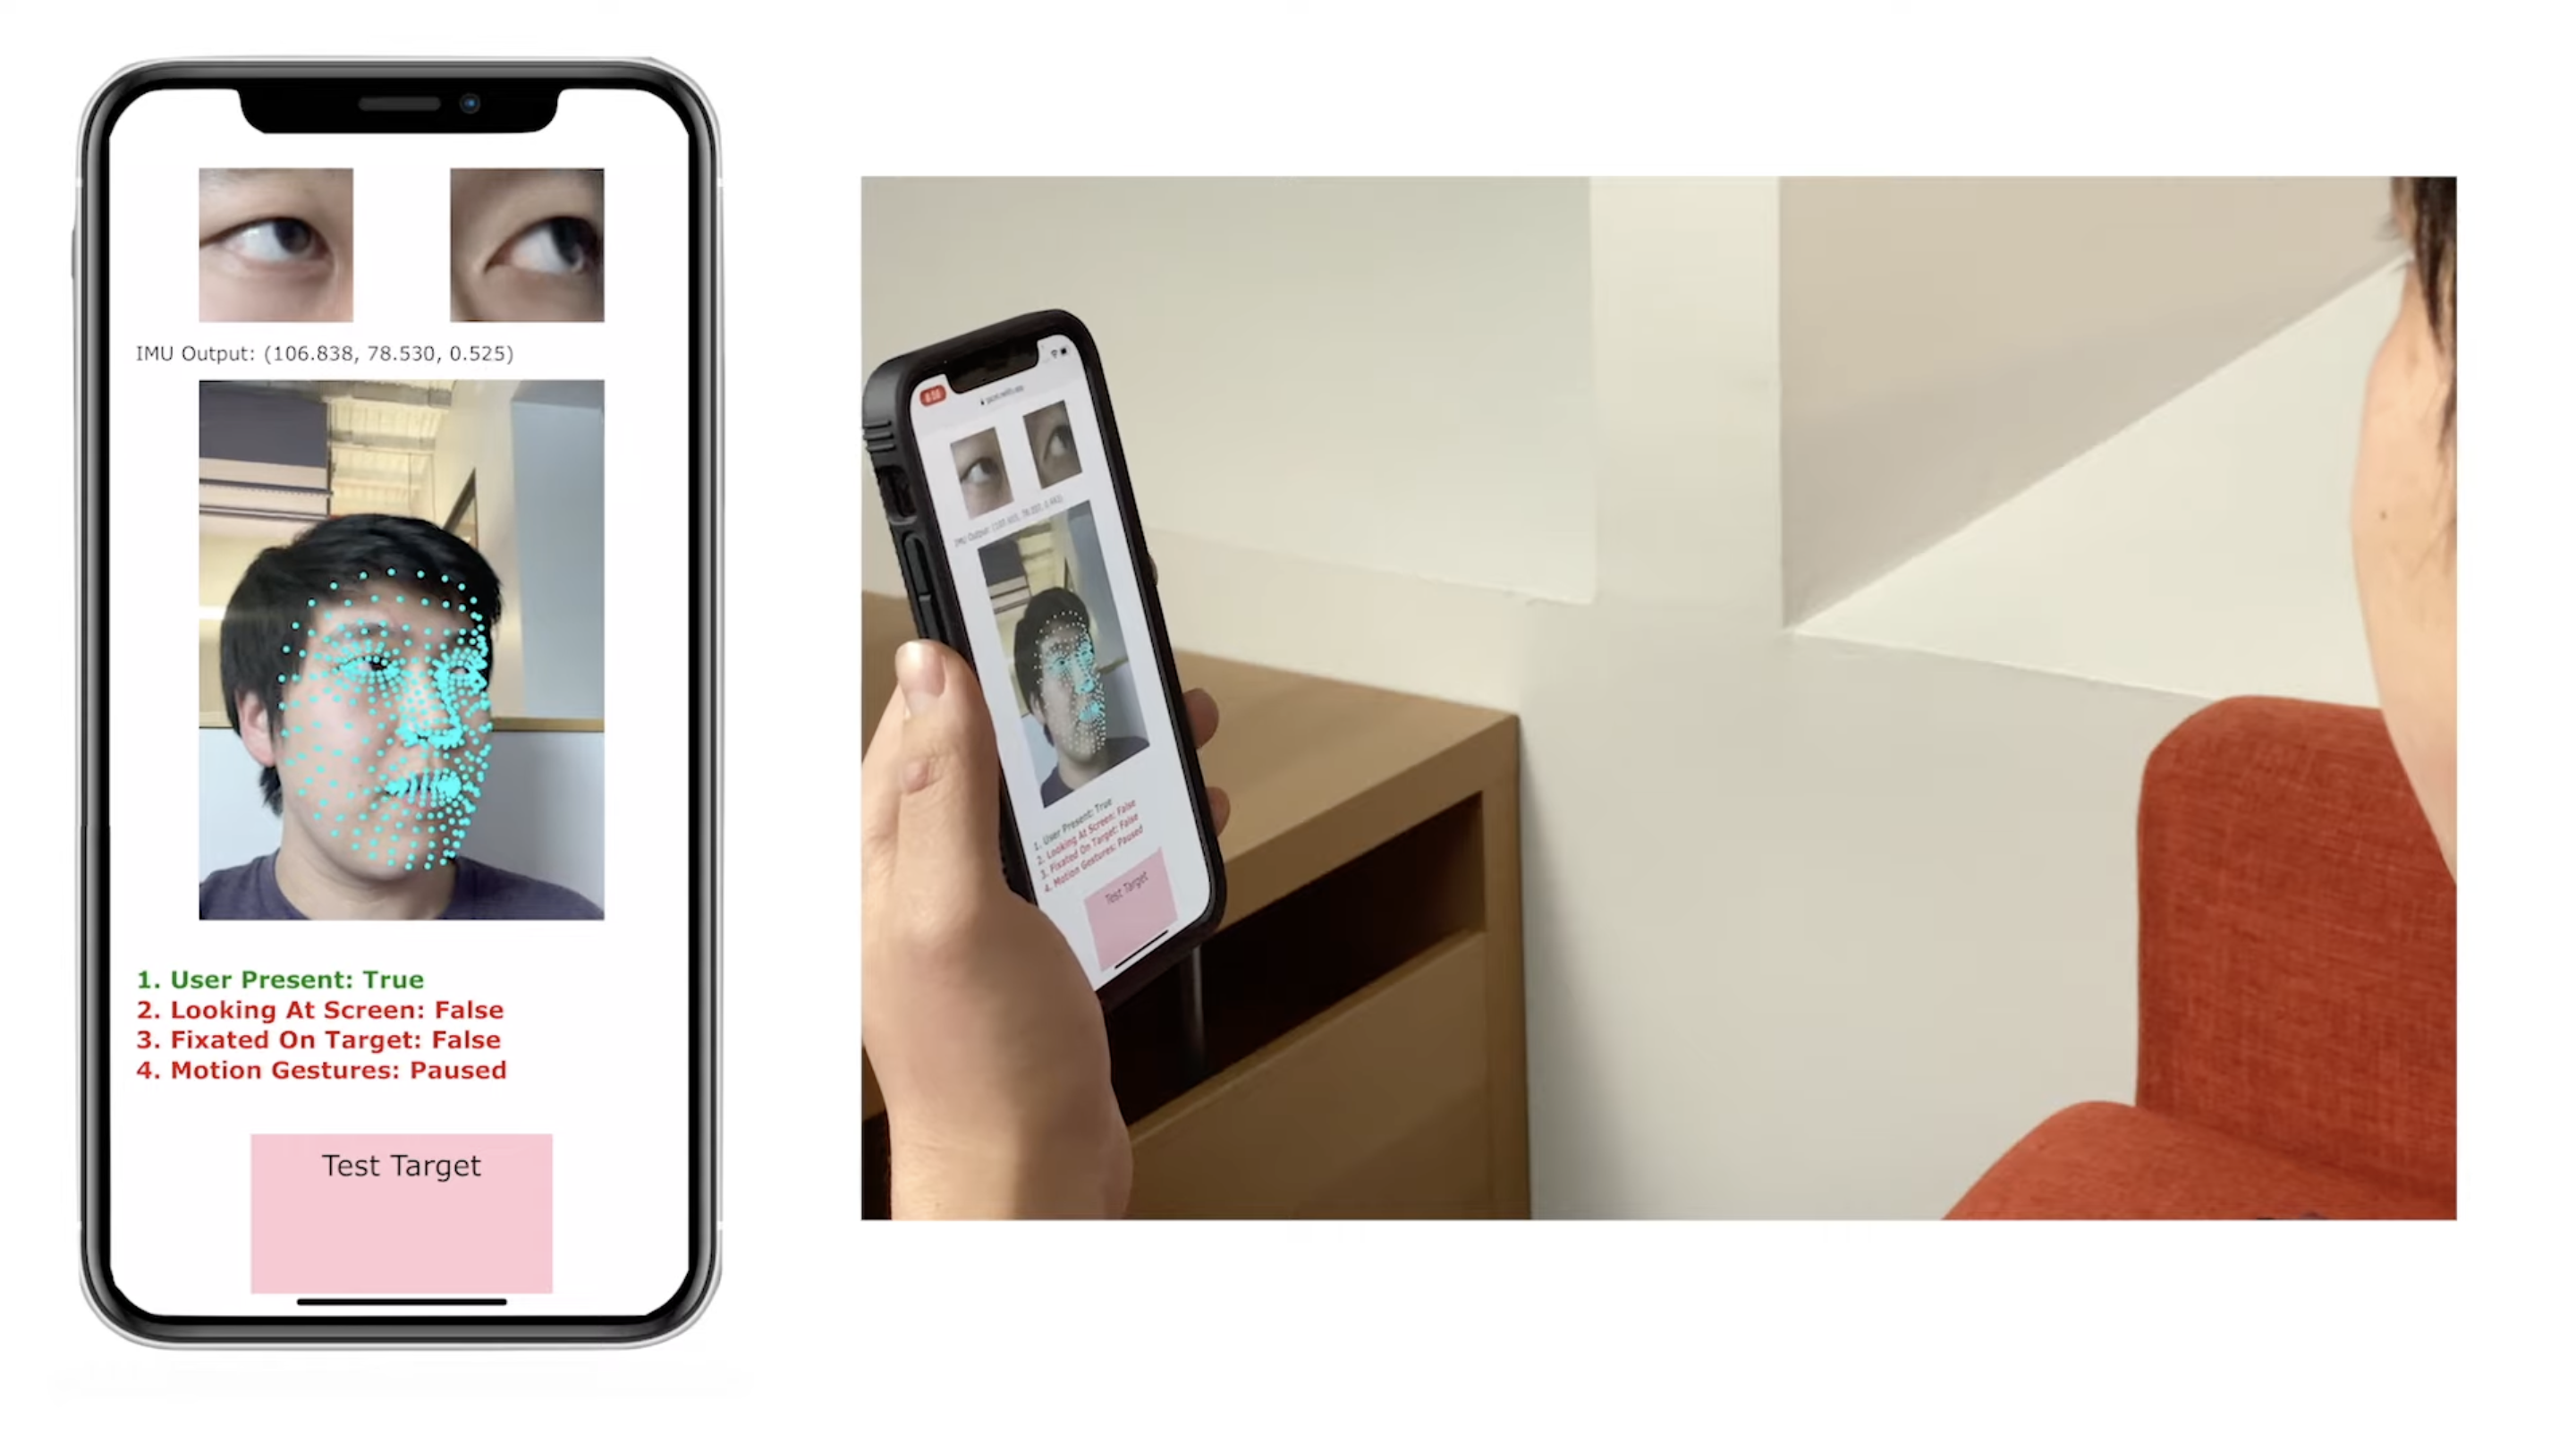 IMU Output: (106.838, 78.530, 0.525)
1. User Present: True
2. Looking At Screen: False
3. Fixated On Target: False
4. Motion Gestures: Paused
Test Target
IMU Output:
1. User Present: True
2. Looking At Screen: False
3. Fixated On Target: False
4. Motion Gestures: Paused
Test Target